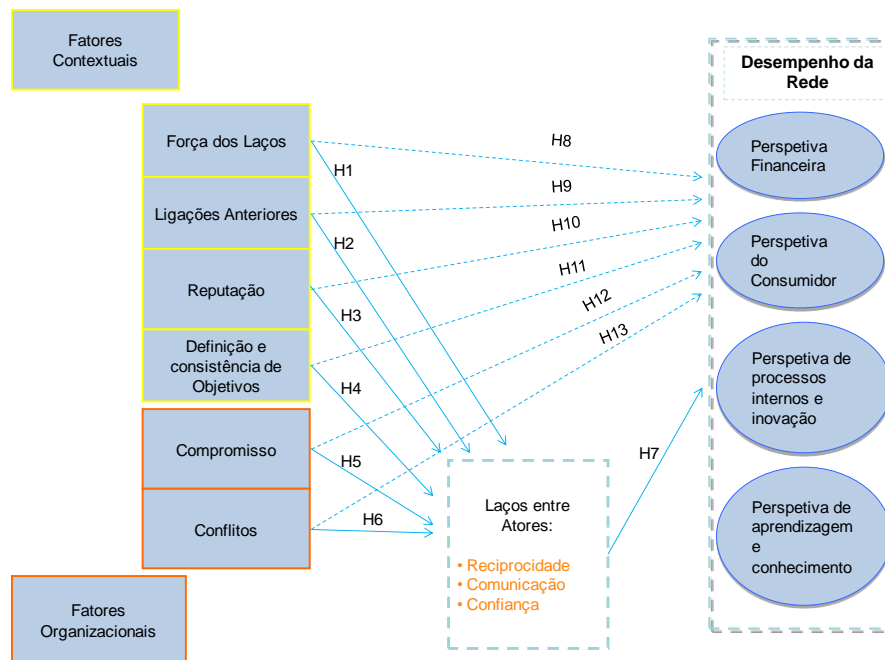 Fatores
Contextuais
Força dos Laços
Ligações Anteriores
Reputação
Definição e
consistência de
Objetivos
Compromisso
Conflitos
Fatores
Organizacionais
H1
H2
H3
H4
H5
H6
H8
H9
H10
H11
H12
H13
H7
Laços entre
Atores:
• Reciprocidade
• Comunicação
• Confiança
Desempenho da
Rede
Perspetiva
Financeira
Perspetiva
do
Consumidor
Perspetiva de
processos
internos e
inovação
Perspetiva de
aprendizagem
e
conhecimento